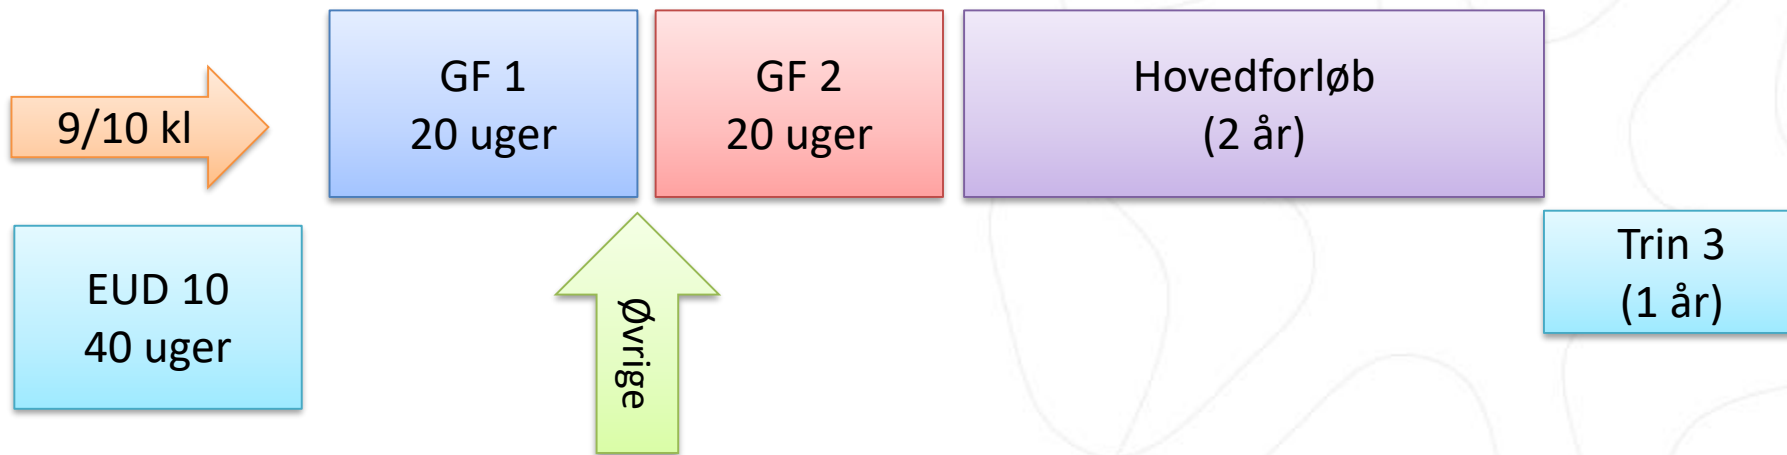 9/10 kl
GF 1
20 uger
GF 2
20 uger
Hovedforløb
(2 år)
EUD 10
40 uger
Øvrige
Trin 3
(1 år)